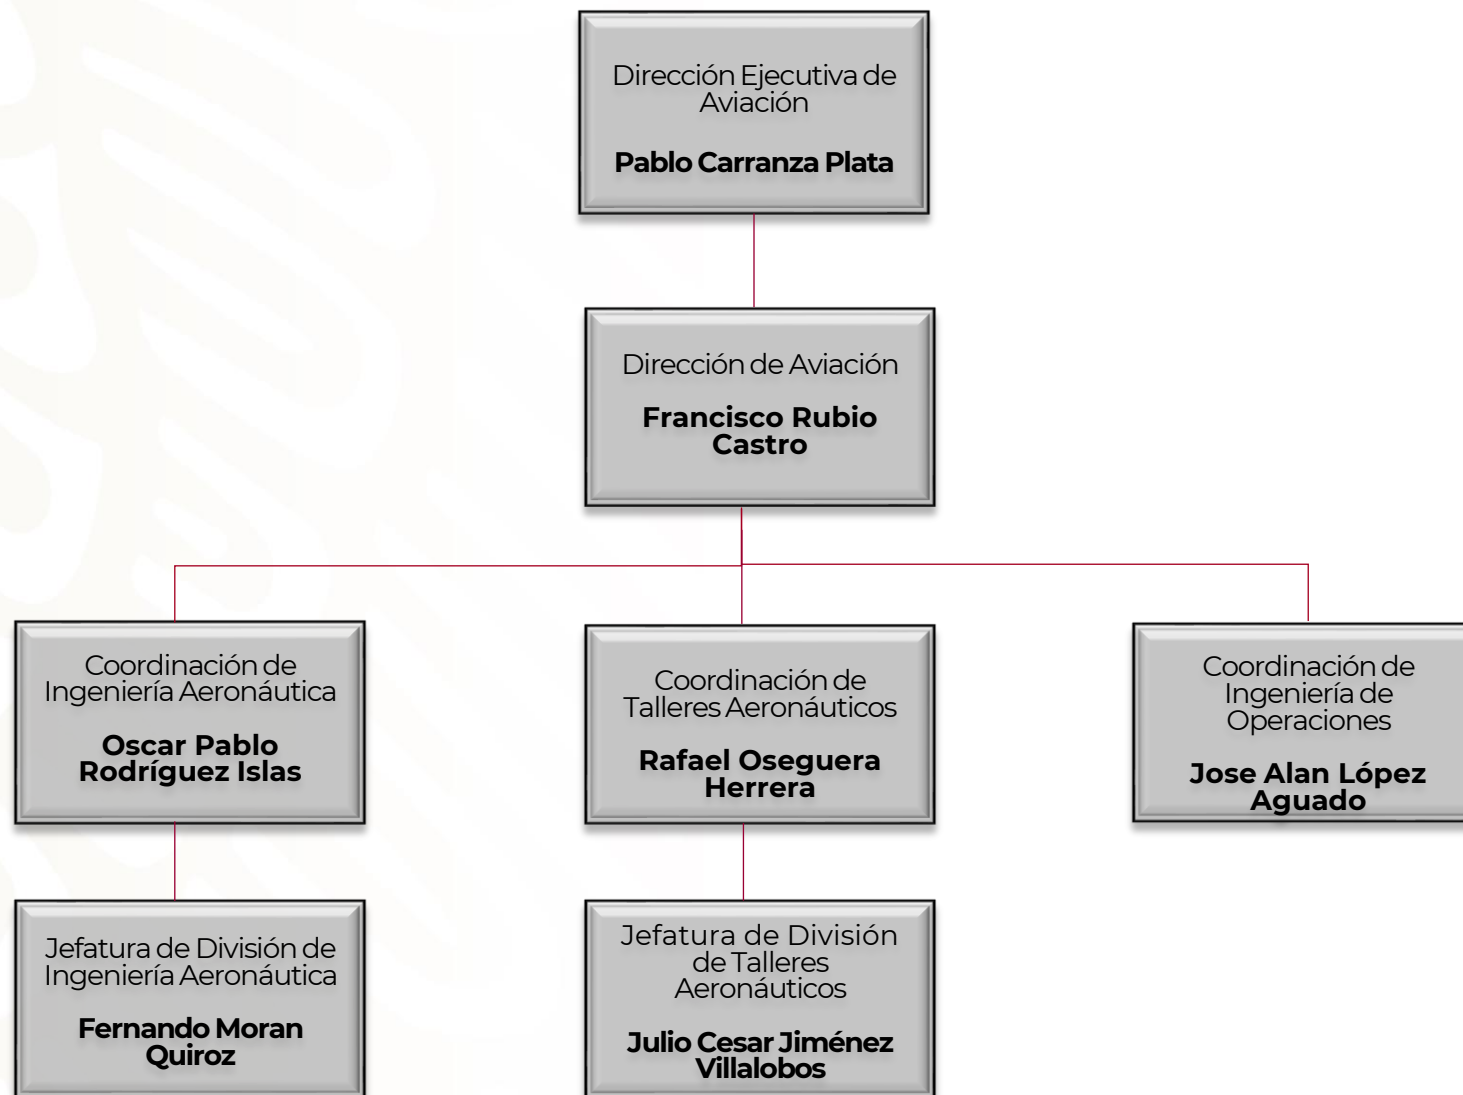 Dirección Ejecutiva de
Aviación
Pablo Carranza Plata
Dirección de Aviación
Francisco Rubio
Castro
Coordinación de
Ingeniería Aeronáutica
Oscar Pablo
Rodríguez Islas
Coordinación de
Talleres Aeronáuticos
Rafael Oseguera
Herrera
Coordinación de
Ingeniería de
Operaciones
Jose Alan López
Aguado
Jefatura de División de
Ingeniería Aeronáutica
Fernando Moran
Quiroz
Jefatura de División
de Talleres
Aeronáuticos
Julio Cesar Jiménez
Villalobos